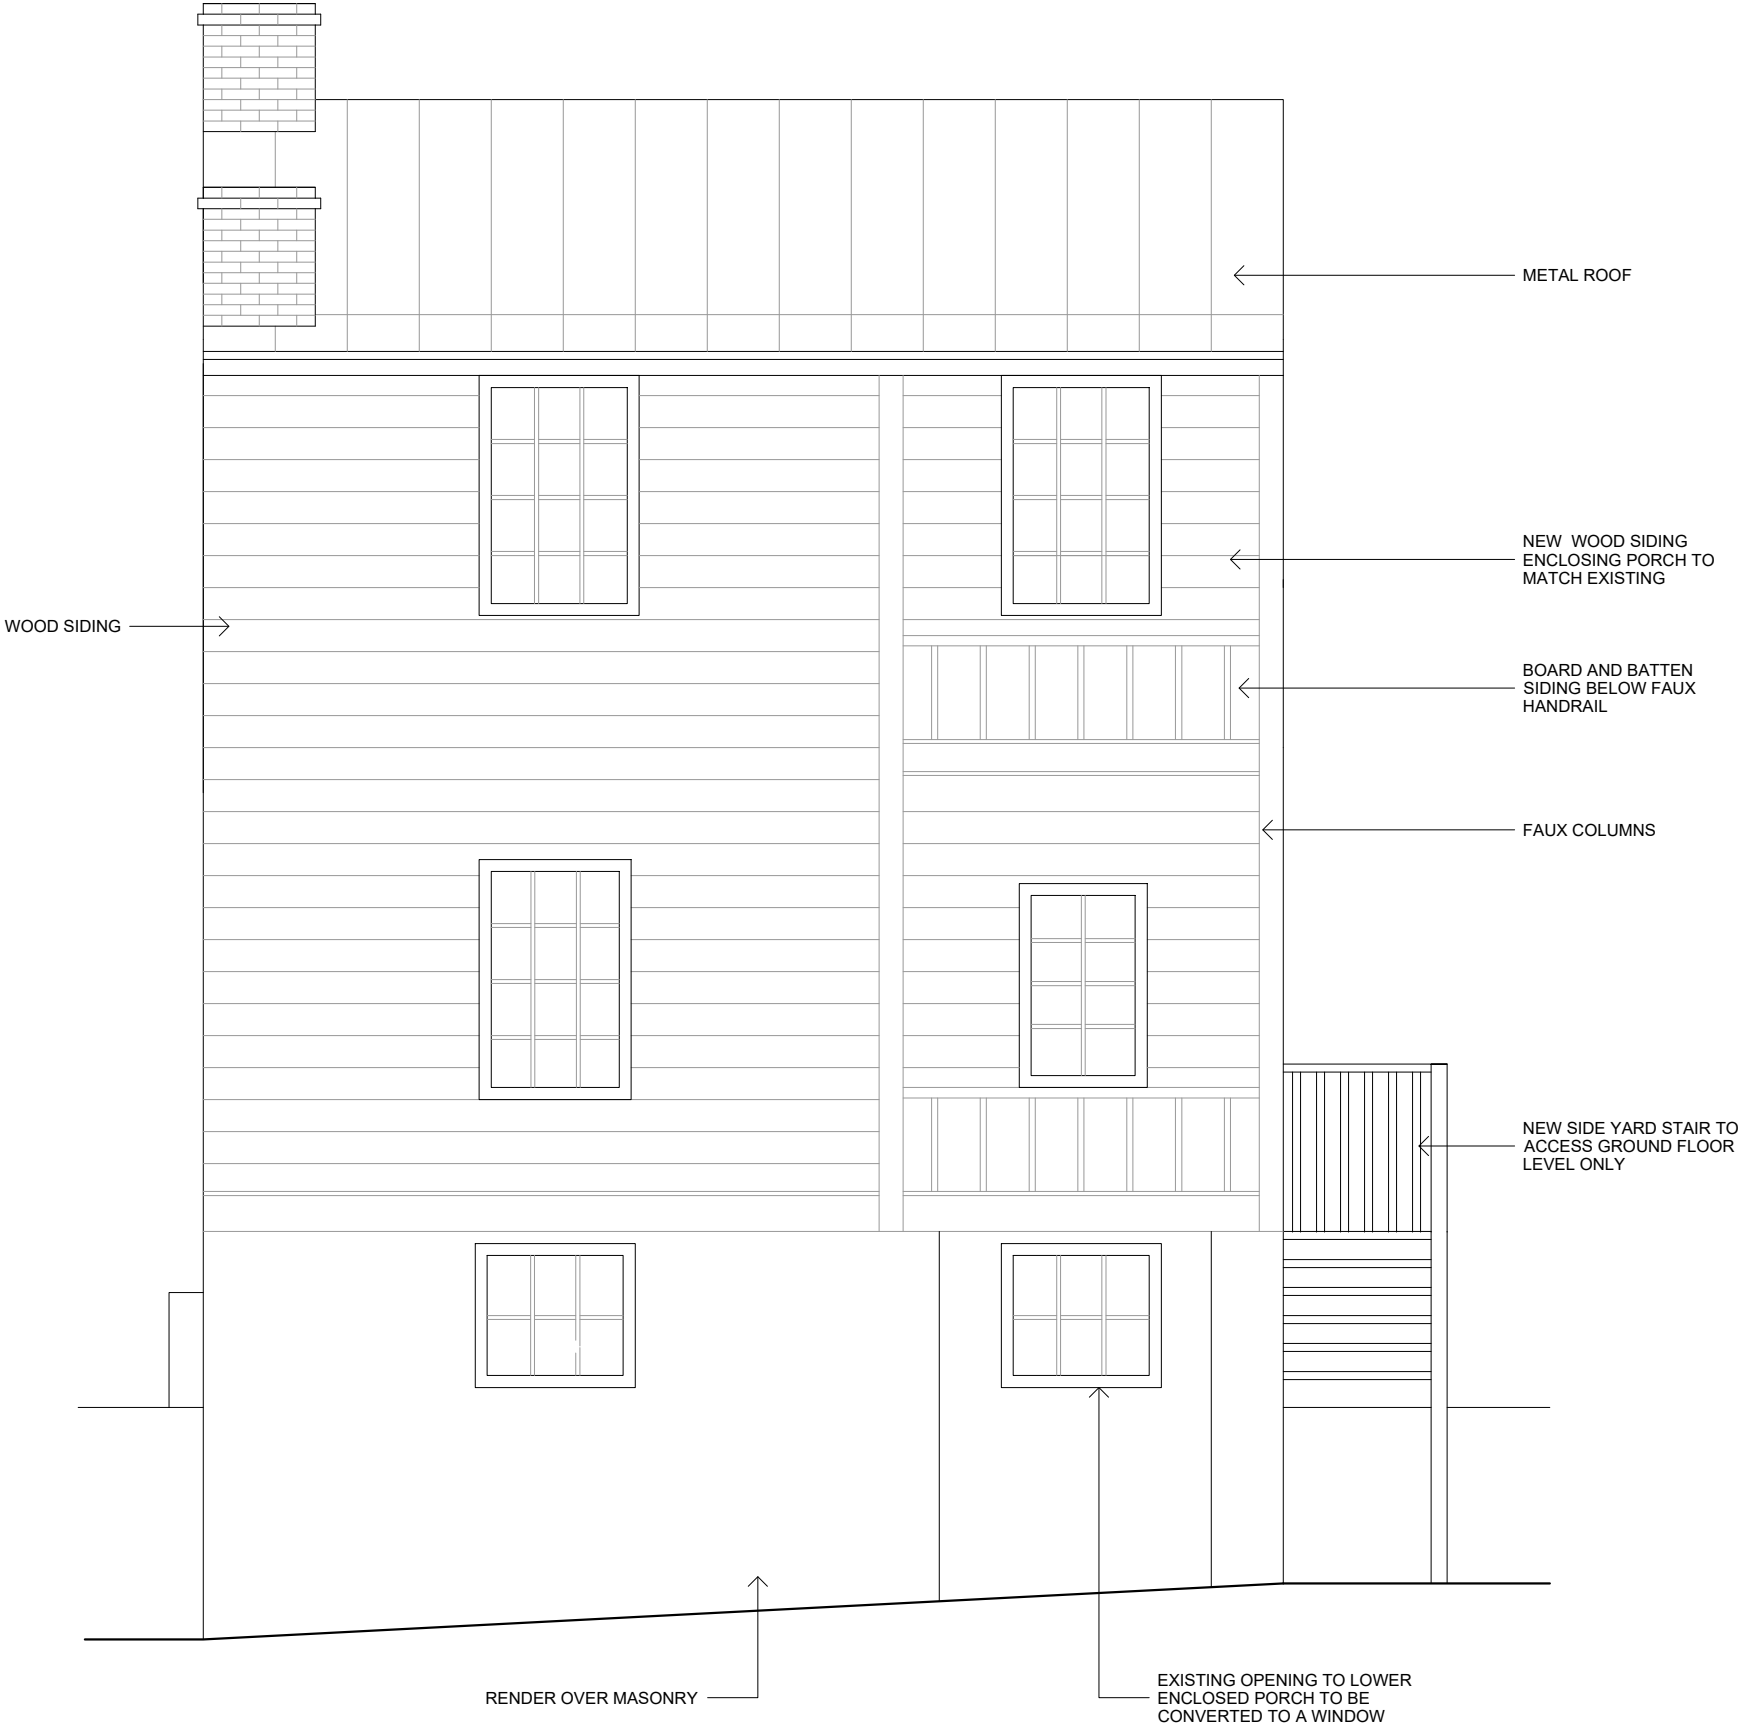 METAL ROOF
NEW WOOD SIDING
ENCLOSING PORCH TO
MATCH EXISTING
WOOD SIDING
BOARD AND BATTEN
SIDING BELOW FAUX
HANDRAIL
FAUX COLUMNS
NEW SIDE YARD STAIR TO
ACCESS GROUND FLOOR
LEVEL ONLY
RENDER OVER MASONRY
EXISTING OPENING TO LOWER
ENCLOSED PORCH TO BE
CONVERTED TO A WINDOW